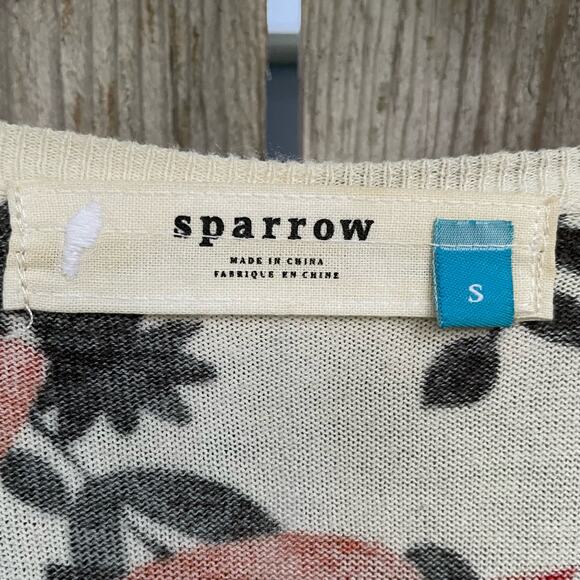 sparrow
MADE IN CHINA
FABRIQUE EN CHINE
S